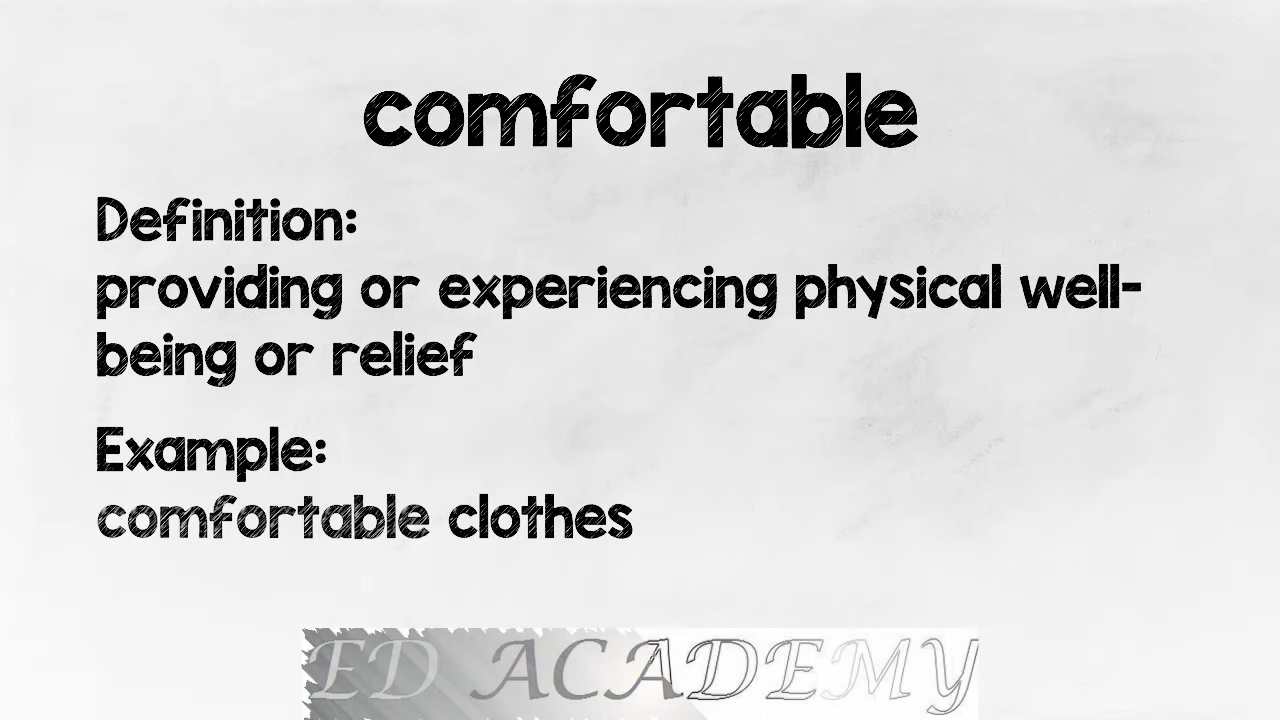 comfortable
Definition:
providing or experiencing physical well-
being or relief
Example:
comfortable clothes
ED ACADEMY